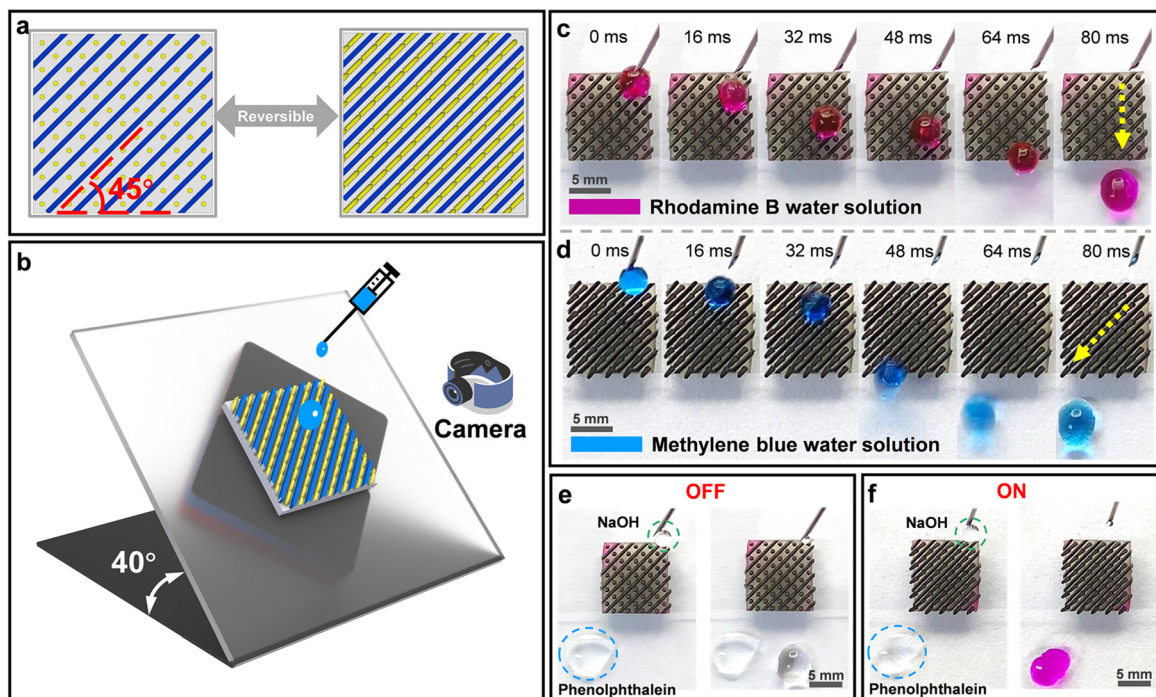 a
Reversible
45°
b
Camera
40°
c
0 ms 16 ms 32 ms 48 ms 64 ms 80 ms
5 mm
Rhodamine B water solution
d
0 ms 16 ms 32 ms 48 ms 64 ms 80 ms
5 mm
Methylene blue water solution
e
OFF
NaOH
Phenolphthalein
5 mm
f
ON
NaOH
Phenolphthalein
5 mm